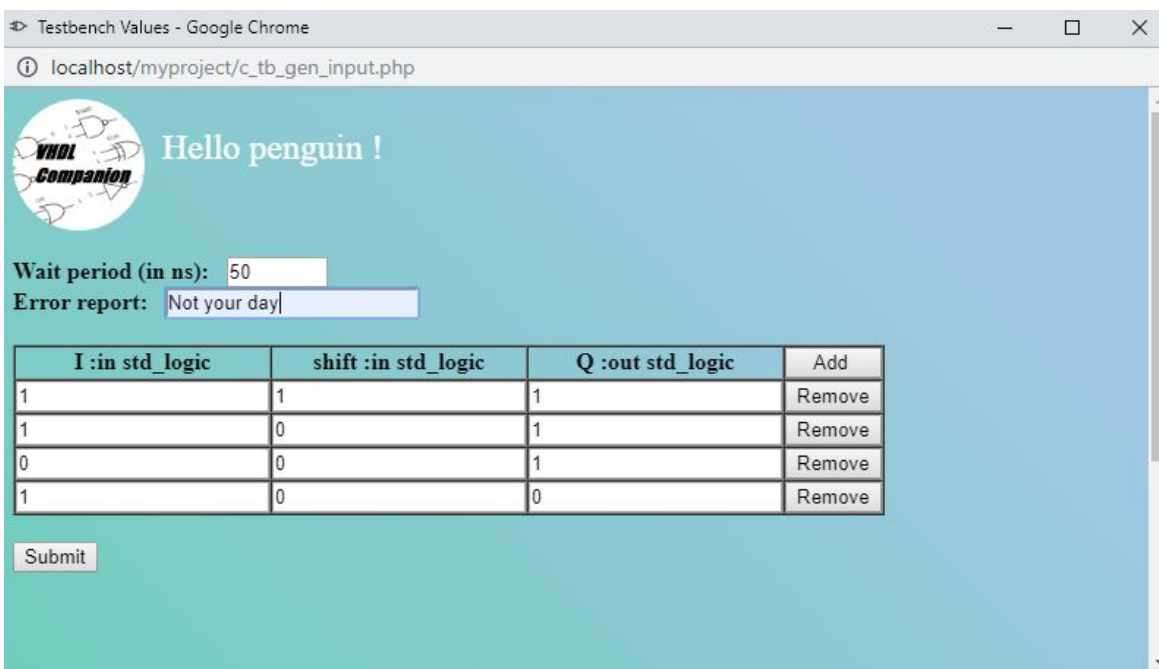 Testbench Values - Google Chrome
localhost/myproject/c_tb_gen_input.php
VHDL
Companion
Hello penguin !
Wait period (in ns): 50
Error report: Not your day
I :in std_logic shift :in std_logic Q :out std_logic Add
1 1 1 Remove
1 0 1 Remove
0 0 1 Remove
1 0 0 Remove
Submit